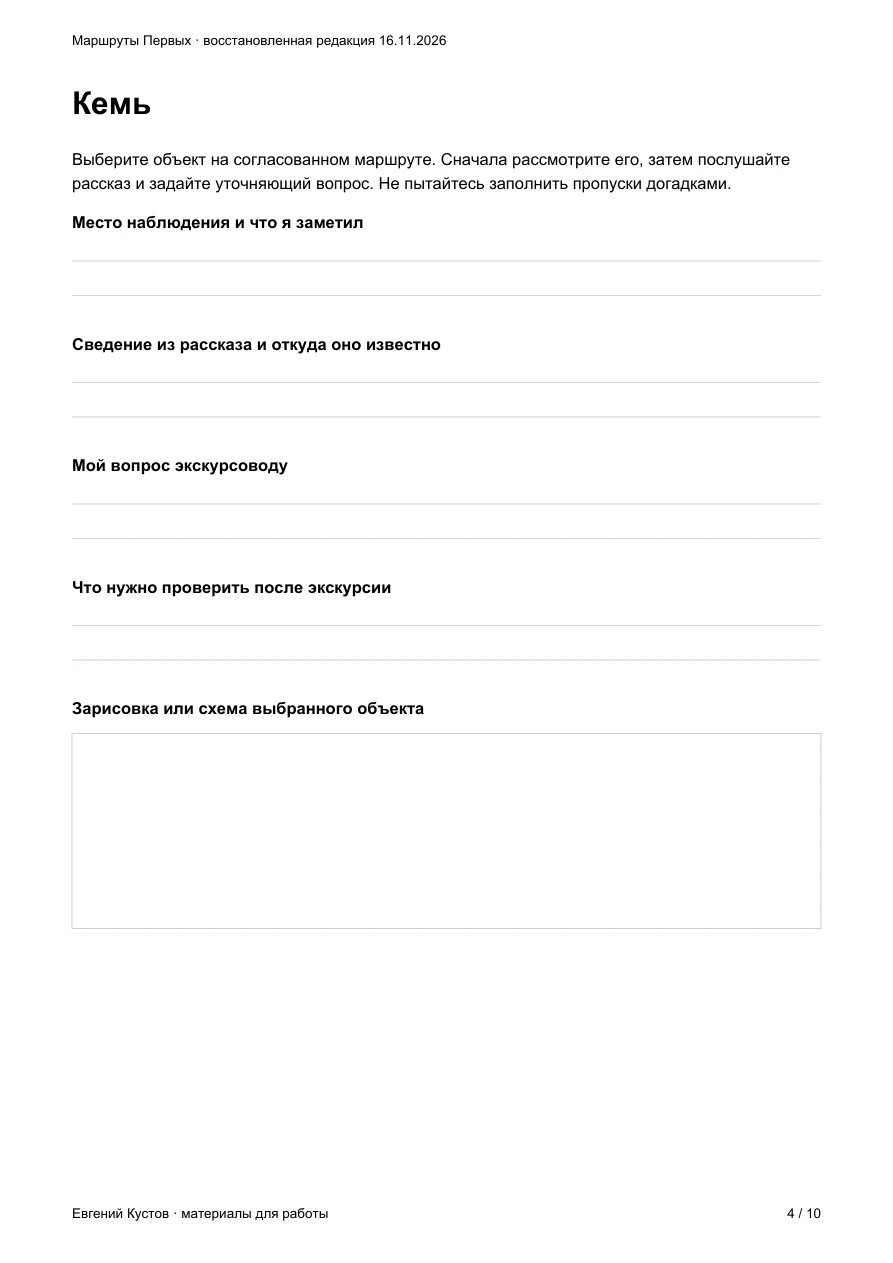 Маршруты Первых · восстановленная редакция 16.11.2026
Кемь
Выберите объект на согласованном маршруте. Сначала рассмотрите его, затем послушайте
рассказ и задайте уточняющий вопрос. Не пытайтесь заполнить пропуски догадками.
Место наблюдения и что я заметил
Сведение из рассказа и откуда оно известно
Мой вопрос экскурсоводу
Что нужно проверить после экскурсии
Зарисовка или схема выбранного объекта
Евгений Кустов · материалы для работы
4 / 10